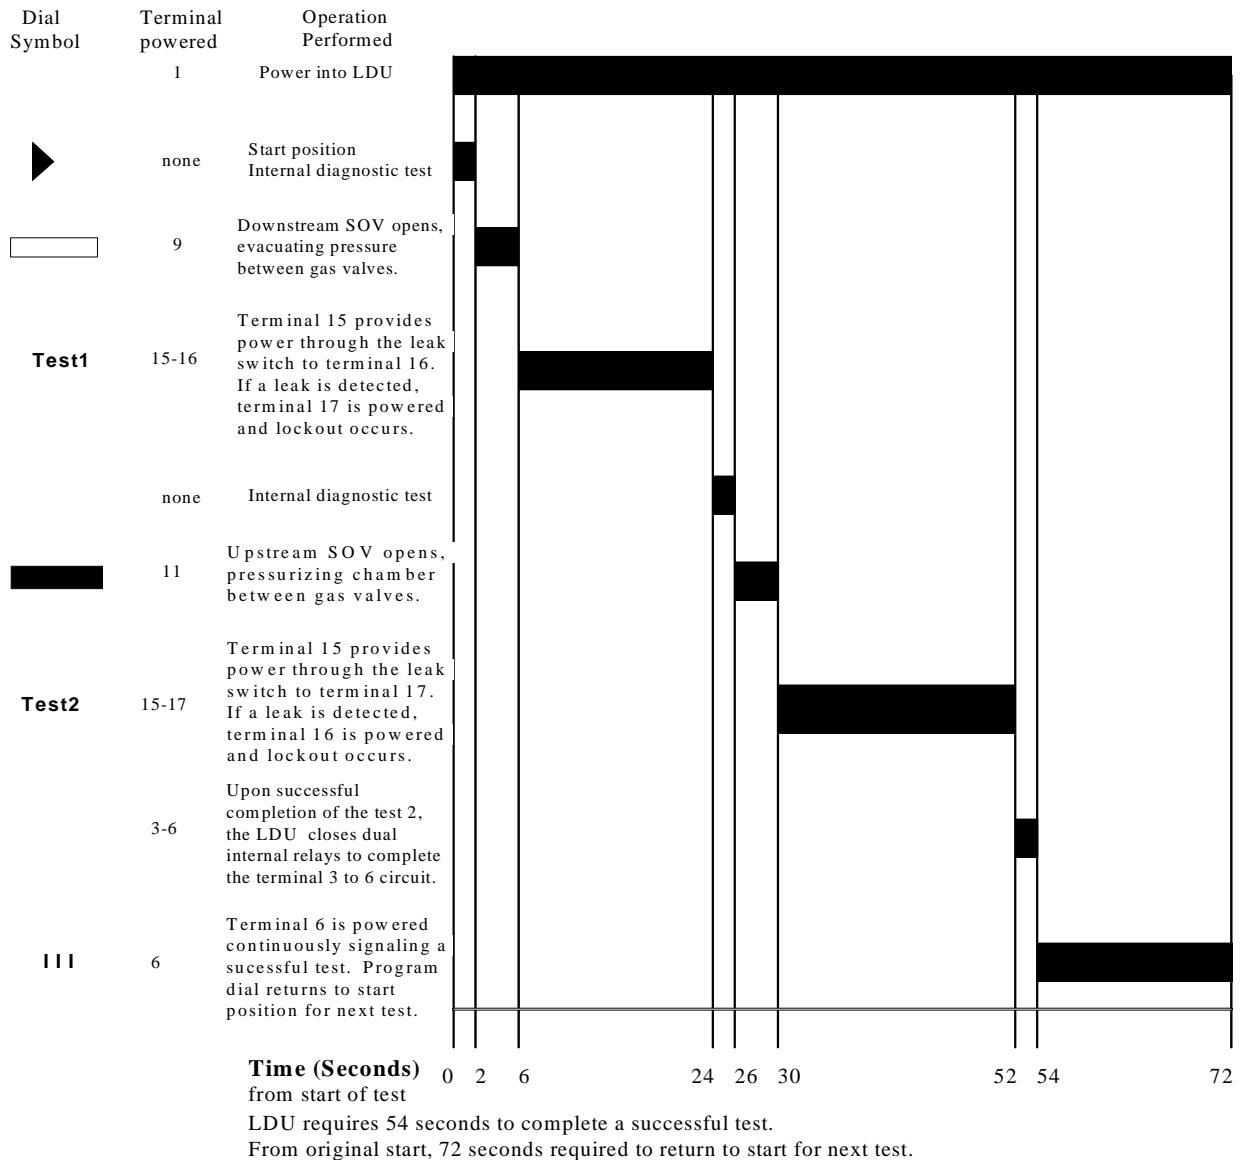 Dial Symbol
Terminal powered
Operation Performed
1
Power into LDU
none
Start position
Internal diagnostic test
9
Downstream SOV opens,
evacuating pressure
between gas valves.
Test1
15-16
Terminal 15 provides
power through the leak
switch to terminal 16.
If a leak is detected,
terminal 17 is powered
and lockout occurs.
none
Internal diagnostic test
11
Upstream SOV opens,
pressurizing chamber
between gas valves.
Test2
15-17
Terminal 15 provides
power through the leak
switch to terminal 17.
If a leak is detected,
terminal 16 is powered
and lockout occurs.
3-6
Upon successful
completion of the test 2,
the LDU closes dual
internal relays to complete
the terminal 3 to 6 circuit.
III
6
Terminal 6 is powered
continuously signaling a
sucessful test. Program
dial returns to start
position for next test.
Time (Seconds)
from start of test
0 2 6 24 26 30 52 54 72
LDU requires 54 seconds to complete a successful test.
From original start, 72 seconds required to return to start for next test.